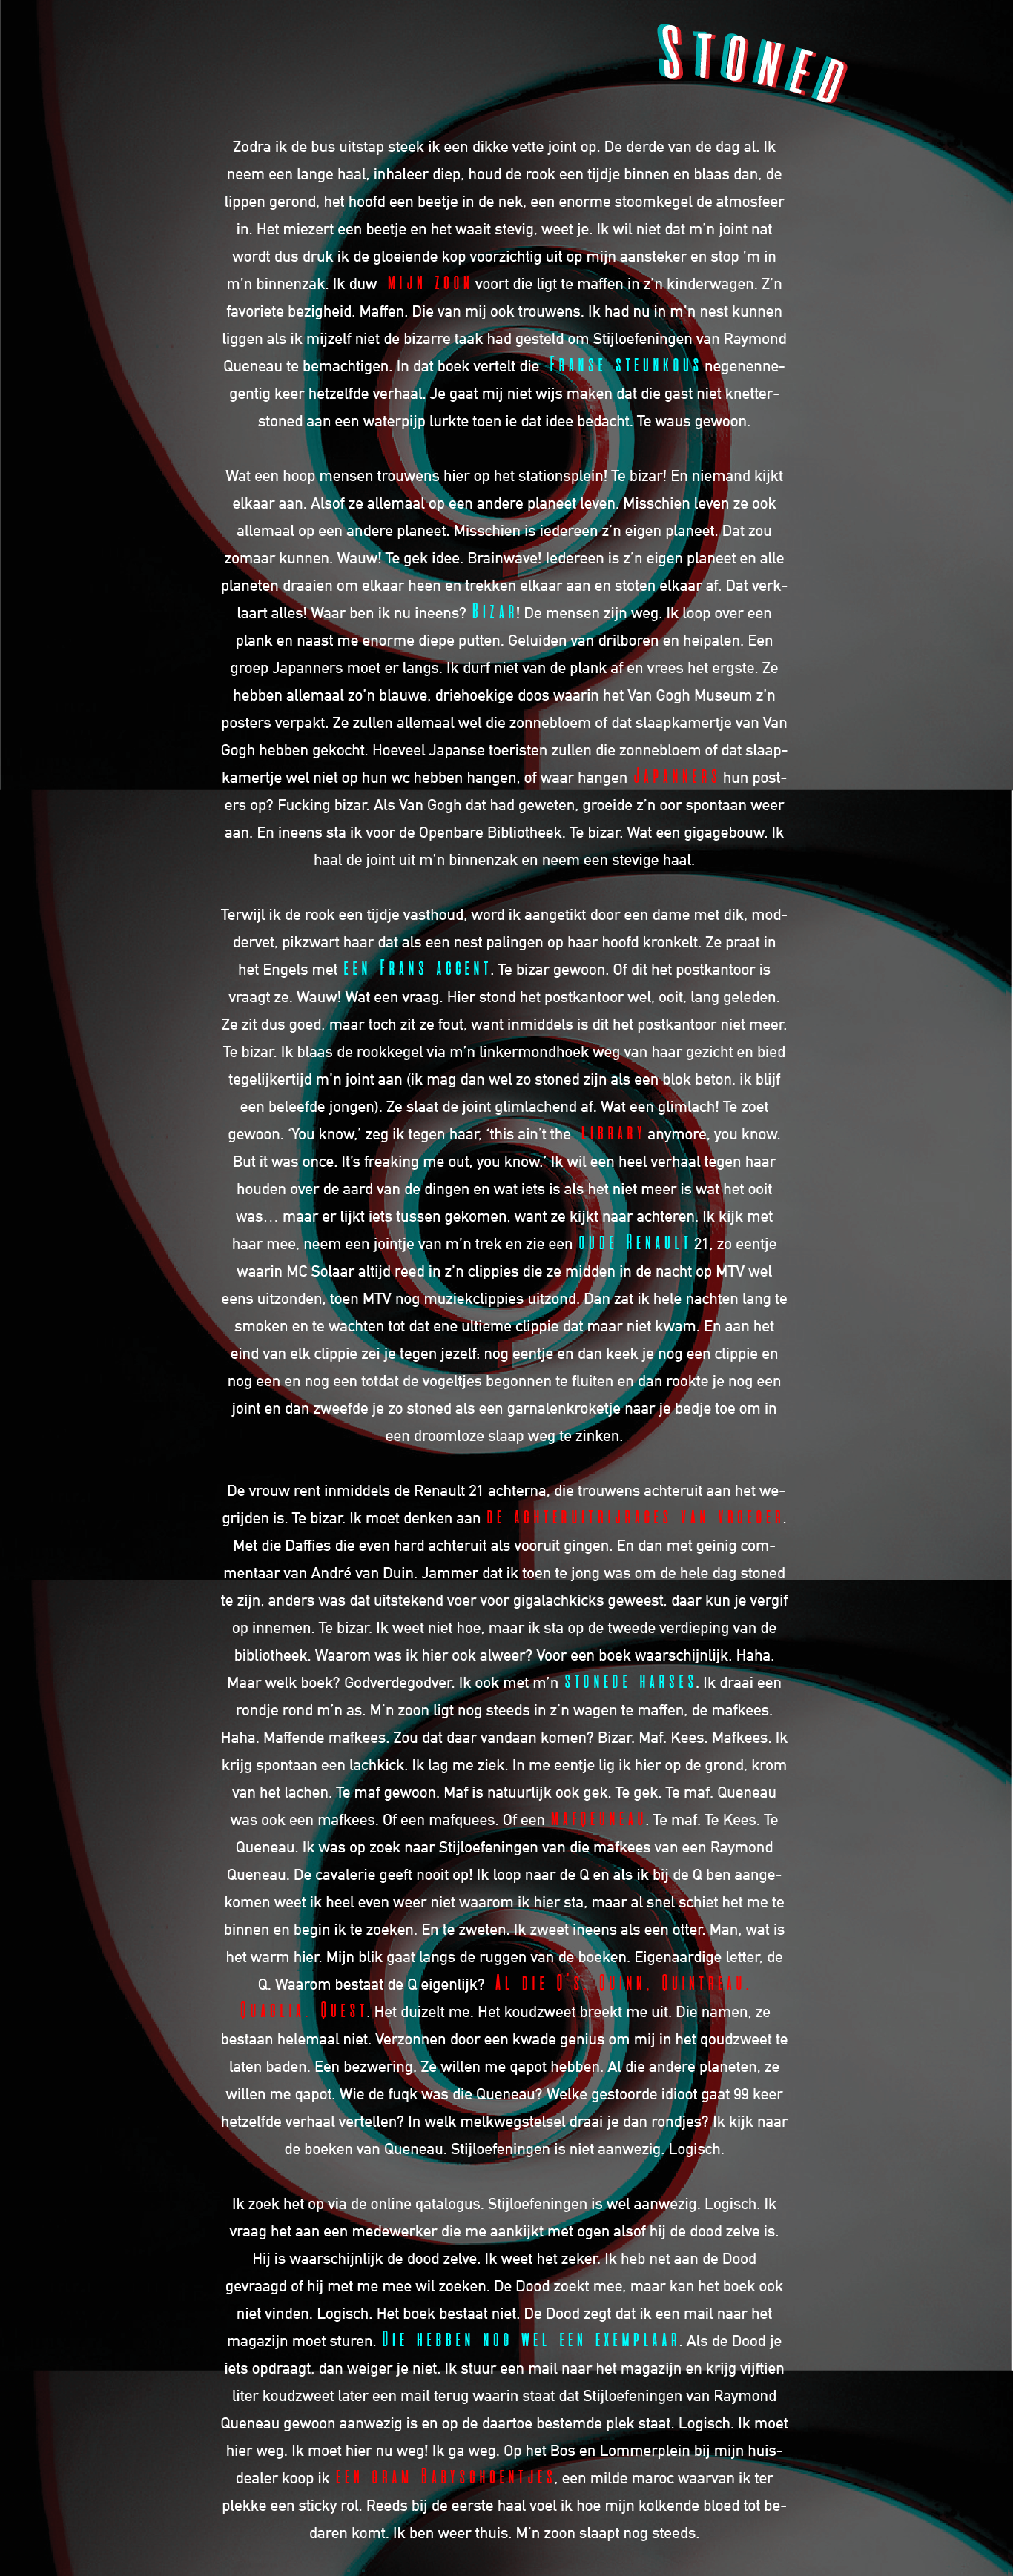 Stoned
Zodra ik de bus uitstap steek ik een dikke vette joint op. De derde van de dag al. Ik
neem een lange haal, inhaleer diep, houd de rook een tijdje binnen en blaas dan, de
lippen gerond, het hoofd een beetje in de nek, een enorme stoomkegel de atmosfeer
in. Het miezert een beetje en het waait stevig, weet je. Ik wil niet dat m’n joint nat
wordt dus druk ik de gloeiende kop voorzichtig uit op mijn aansteker en stop ’m in
m’n binnenzak. Ik duw mijn zoon voort die ligt te maffen in z’n kinderwagen. Z’n
favoriete bezigheid. Maffen. Die van mij ook trouwens. Ik had nu in m’n nest kunnen
liggen als ik mijzelf niet de bizarre taak had gesteld om Stijloefeningen van Raymond
Queneau te bemachtigen. In dat boek vertelt die Franse steunkous negenenne-
gentig keer hetzelfde verhaal. Je gaat mij niet wijs maken dat die gast niet knetter-
stoned aan een waterpijp lurkte toen ie dat idee bedacht. Te waus gewoon.
Wat een hoop mensen trouwens hier op het stationsplein! Te bizar! En niemand kijkt
elkaar aan. Alsof ze allemaal op een andere planeet leven. Misschien leven ze ook
allemaal op een andere planeet. Misschien is iedereen z’n eigen planeet. Dat zou
zomaar kunnen. Wauw! Te gek idee. Brainwave! Iedereen is z’n eigen planeet en alle
planeten draaien om elkaar heen en trekken elkaar aan en stoten elkaar af. Dat verk-
laart alles! Waar ben ik nu ineens? Bizar! De mensen zijn weg. Ik loop over een
plank en naast me enorme diepe putten. Geluiden van drilboren en heipalen. Een
groep Japanners moet er langs. Ik durf niet van de plank af en vrees het ergste. Ze
hebben allemaal zo’n blauwe, driehoekige doos waarin het Van Gogh Museum z’n
posters verpakt. Ze zullen allemaal wel die zonnebloem of dat slaapkamertje van Van
Gogh hebben gekocht. Hoeveel Japanse toeristen zullen die zonnebloem of dat slaap-
kamertje wel niet op hun wc hebben hangen, of waar hangen Japanners hun post-
ers op? Fucking bizar. Als Van Gogh dat had geweten, groeide z’n oor spontaan weer
aan. En ineens sta ik voor de Openbare Bibliotheek. Te bizar. Wat een gigagebouw. Ik
haal de joint uit m’n binnenzak en neem een stevige haal.
Terwijl ik de rook een tijdje vasthoud, word ik aangetikt door een dame met dik, mod-
dervet, pikzwart haar dat als een nest palingen op haar hoofd kronkelt. Ze praat in
het Engels met een Frans accent. Te bizar gewoon. Of dit het postkantoor is
vraagt ze. Wauw! Wat een vraag. Hier stond het postkantoor wel, ooit, lang geleden.
Ze zit dus goed, maar toch zit ze fout, want inmiddels is dit het postkantoor niet meer.
Te bizar. Ik blaas de rookkegel via m’n linkermondhoek weg van haar gezicht en bied
tegelijkertijd m’n joint aan (ik mag dan wel zo stoned zijn als een blok beton, ik blijf
een beleefde jongen). Ze slaat de joint glimlachend af. Wat een glimlach! Te zoet
gewoon. ‘You know,’ zeg ik tegen haar, ‘this ain’t the library anymore, you know.
But it was once. It’s freaking me out, you know.’ Ik wil een heel verhaal tegen haar
houden over de aard van de dingen en wat iets is als het niet meer is wat het ooit
was… maar er lijkt iets tussen gekomen, want ze kijkt naar achteren. Ik kijk met
haar mee, neem een jointje van m’n trek en zie een oude Renault 21, zo eentje
waarin MC Solaar altijd reed in z’n clippies die ze midden in de nacht op MTV wel
eens uitzonden, toen MTV nog muziekclippies uitzond. Dan zat ik hele nachten lang te
smoken en te wachten tot dat ene ultieme clippie dat maar niet kwam. En aan het
eind van elk clippie zei je tegen jezelf: nog eentje en dan keek je nog een clippie en
nog een en nog een totdat de vogeltjes begonnen te fluiten en dan rookte je nog een
joint en dan zweefde je zo stoned als een garnalenkroketje naar je bedje toe om in
een droomloze slaap weg te zinken.
De vrouw rent inmiddels de Renault 21 achterna, die trouwens achteruit aan het we-
grijden is. Te bizar. Ik moet denken aan de achteruitrijraces van vroeger.
Met die Daffies die even hard achteruit als vooruit gingen. En dan met geinig com-
mentaar van André van Duin. Jammer dat ik toen te jong was om de hele dag stoned
te zijn, anders was dat uitstekend voer voor gigalachkicks geweest, daar kun je vergif
op innemen. Te bizar. Ik weet niet hoe, maar ik sta op de tweede verdieping van de
bibliotheek. Waarom was ik hier ook alweer? Voor een boek waarschijnlijk. Haha.
Maar welk boek? Godverdegodver. Ik ook met m’n stonede harses. Ik draai een
rondje rond m’n as. M’n zoon ligt nog steeds in z’n wagen te maffen, de mafkees.
Haha. Maffende mafkees. Zou dat daar vandaan komen? Bizar. Maf. Kees. Mafkees. Ik
krijg spontaan een lachkick. Ik lag me ziek. In me eentje lig ik hier op de grond, krom
van het lachen. Te maf gewoon. Maf is natuurlijk ook gek. Te gek. Te maf. Queneau
was ook een mafkees. Of een mafquees. Of een mafqueuneau. Te maf. Te Kees. Te
Queneau. Ik was op zoek naar Stijloefeningen van die mafkees van een Raymond
Queneau. De cavalerie geeft nooit op! Ik loop naar de Q en als ik bij de Q ben aange-
komen weet ik heel even weer niet waarom ik hier sta, maar al snel schiet het me te
binnen en begin ik te zoeken. En te zweten. Ik zweet ineens als een otter. Man, wat is
het warm hier. Mijn blik gaat langs de ruggen van de boeken. Eigenaardige letter, de
Q. Waarom bestaat de Q eigenlijk? Al die Q’s. Quinn, Quintreau,
Quaglia, Quest. Het duizelt me. Het koudzweet breekt me uit. Die namen, ze
bestaan helemaal niet. Verzonnen door een kwade genius om mij in het qoudzweet te
laten baden. Een bezwering. Ze willen me qapot hebben. Al die andere planeten, ze
willen me qapot. Wie de fuqk was die Queneau? Welke gestoorde idioot gaat 99 keer
hetzelfde verhaal vertellen? In welk melkwegstelsel draai je dan rondjes? Ik kijk naar
de boeken van Queneau. Stijloefeningen is niet aanwezig. Logisch.
Ik zoek het op via de online qatalogus. Stijloefeningen is wel aanwezig. Logisch. Ik
vraag het aan een medewerker die me aankijkt met ogen alsof hij de dood zelve is.
Hij is waarschijnlijk de dood zelve. Ik weet het zeker. Ik heb net aan de Dood
gevraagd of hij met me mee wil zoeken. De Dood zoekt mee, maar kan het boek ook
niet vinden. Logisch. Het boek bestaat niet. De Dood zegt dat ik een mail naar het
magazijn moet sturen. Die hebben nog wel een exemplaar. Als de Dood je
iets opdraagt, dan weiger je niet. Ik stuur een mail naar het magazijn en krijg vijftien
liter koudzweet later een mail terug waarin staat dat Stijloefeningen van Raymond
Queneau gewoon aanwezig is en op de daartoe bestemde plek staat. Logisch. Ik moet
hier weg. Ik moet hier nu weg! Ik ga weg. Op het Bos en Lommerplein bij mijn huis-
dealer koop ik een gram Babyschoentjes, een milde maroc waarvan ik ter
plekke een sticky rol. Reeds bij de eerste haal voel ik hoe mijn kolkende bloed tot be-
daren komt. Ik ben weer thuis. M’n zoon slaapt nog steeds.